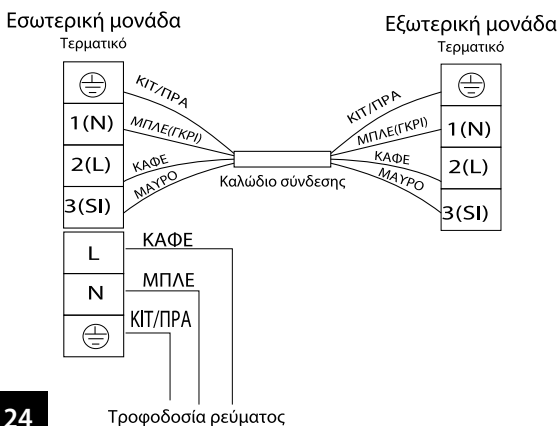 Εσωτερική μονάδα
Τερματικό
Εξωτερική μονάδα
Τερματικό
ΚΙΤ/ΠΡΑ
1(N)
ΜΠΛΕ(ΓΚΡΙ)
2(L)
ΚΑΦΕ
3(SI)
ΜΑΥΡΟ
Καλώδιο σύνδεσης
ΚΙΤ/ΠΡΑ
ΜΠΛΕ(ΓΚΡΙ)
1(N)
ΚΑΦΕ
2(L)
ΜΑΥΡΟ
3(SI)
L
ΚΑΦΕ
N
ΜΠΛΕ
ΚΙΤ/ΠΡΑ
24
Τροφοδοσία ρεύματος